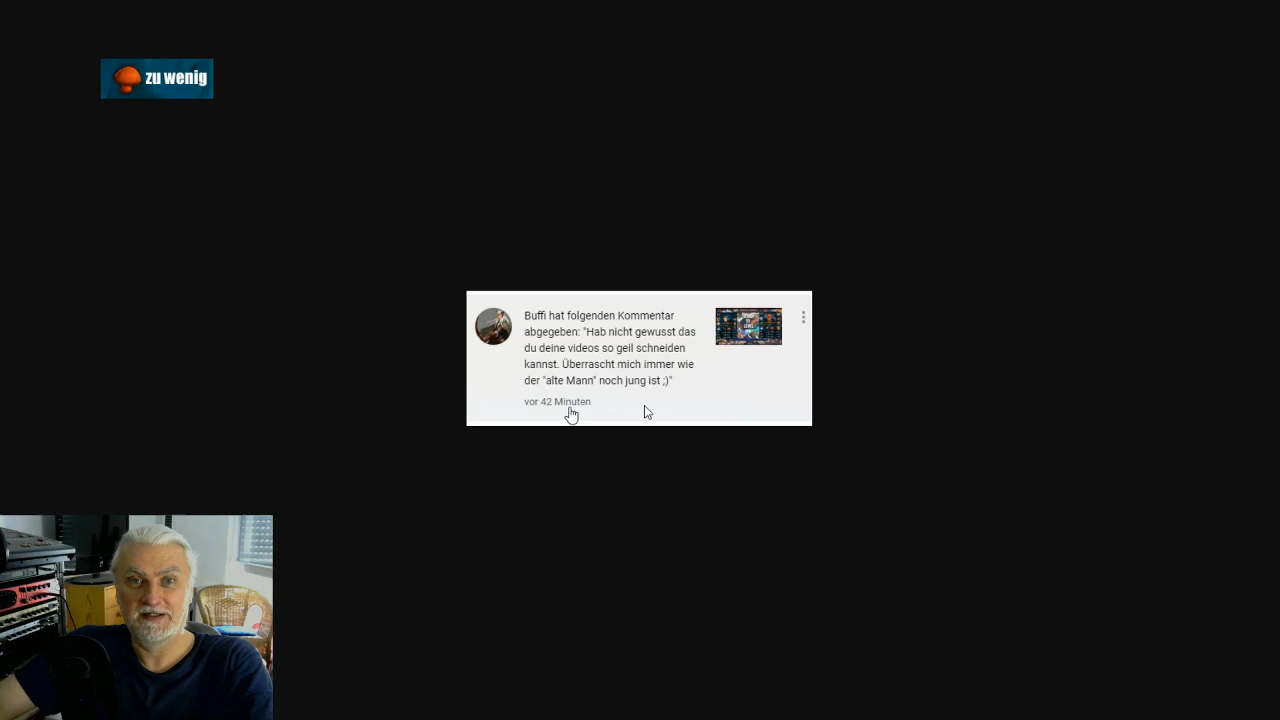 zu wenig
Buffi hat folgenden Kommentar
abgegeben: "Hab nicht gewusst das
du deine videos so geil schneiden
kannst. Überrascht mich immer wie
der "alte Mann" noch jung ist ;)"
vor 42 Minuten